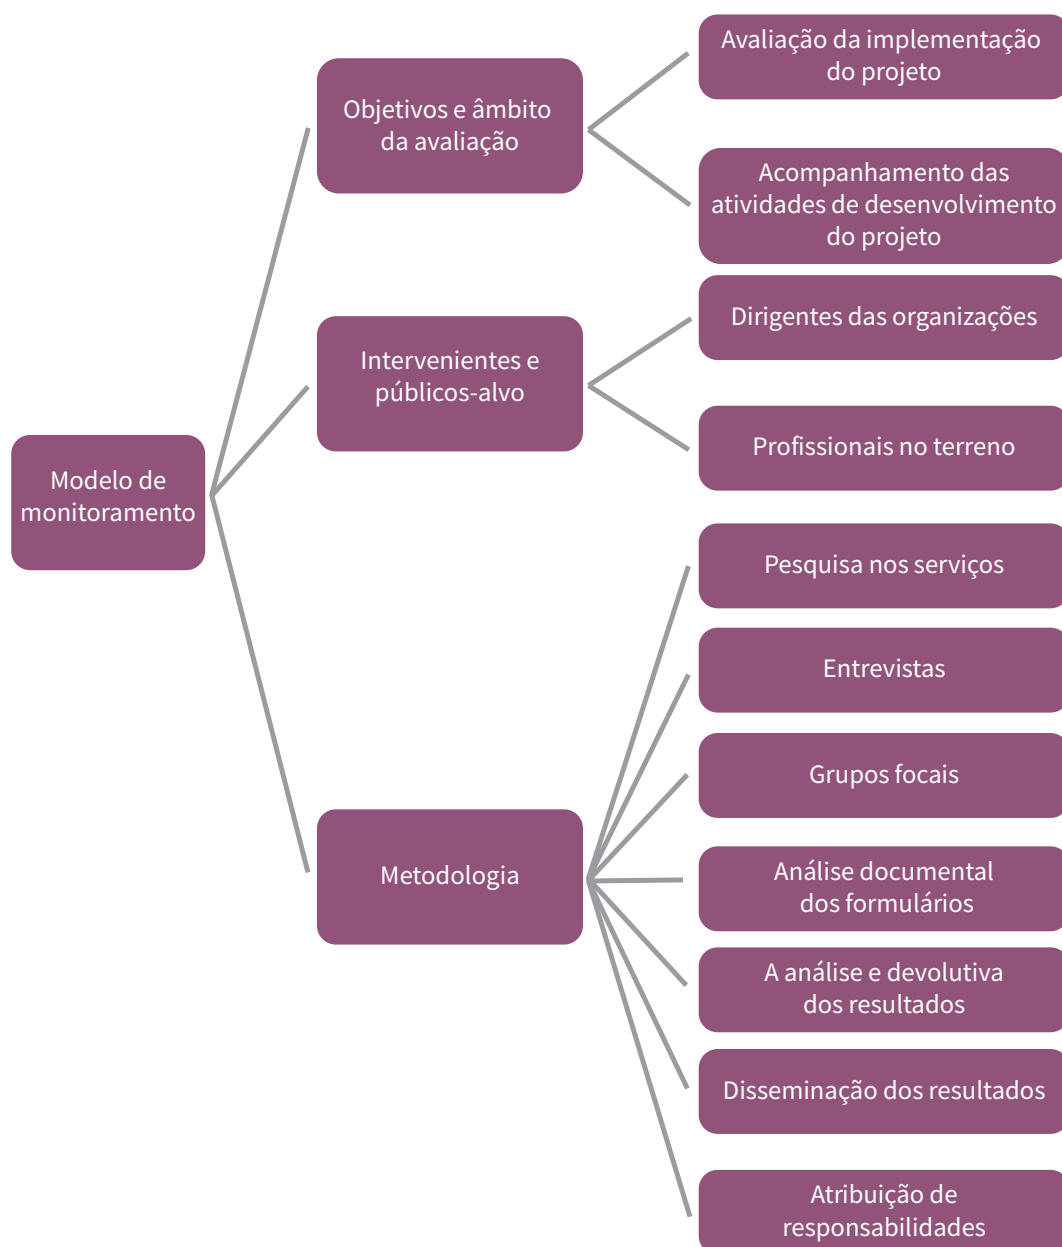 Modelo de
monitoramento
Objetivos e âmbito
da avaliação
Avaliação da implementação
do projeto
Acompanhamento das
atividades de desenvolvimento
do projeto
Intervenientes e
públicos-alvo
Dirigentes das organizações
Profissionais no terreno
Metodologia
Pesquisa nos serviços
Entrevistas
Grupos focais
Análise documental
dos formulários
A análise e devolutiva
dos resultados
Disseminação dos resultados
Atribuição de
responsabilidades